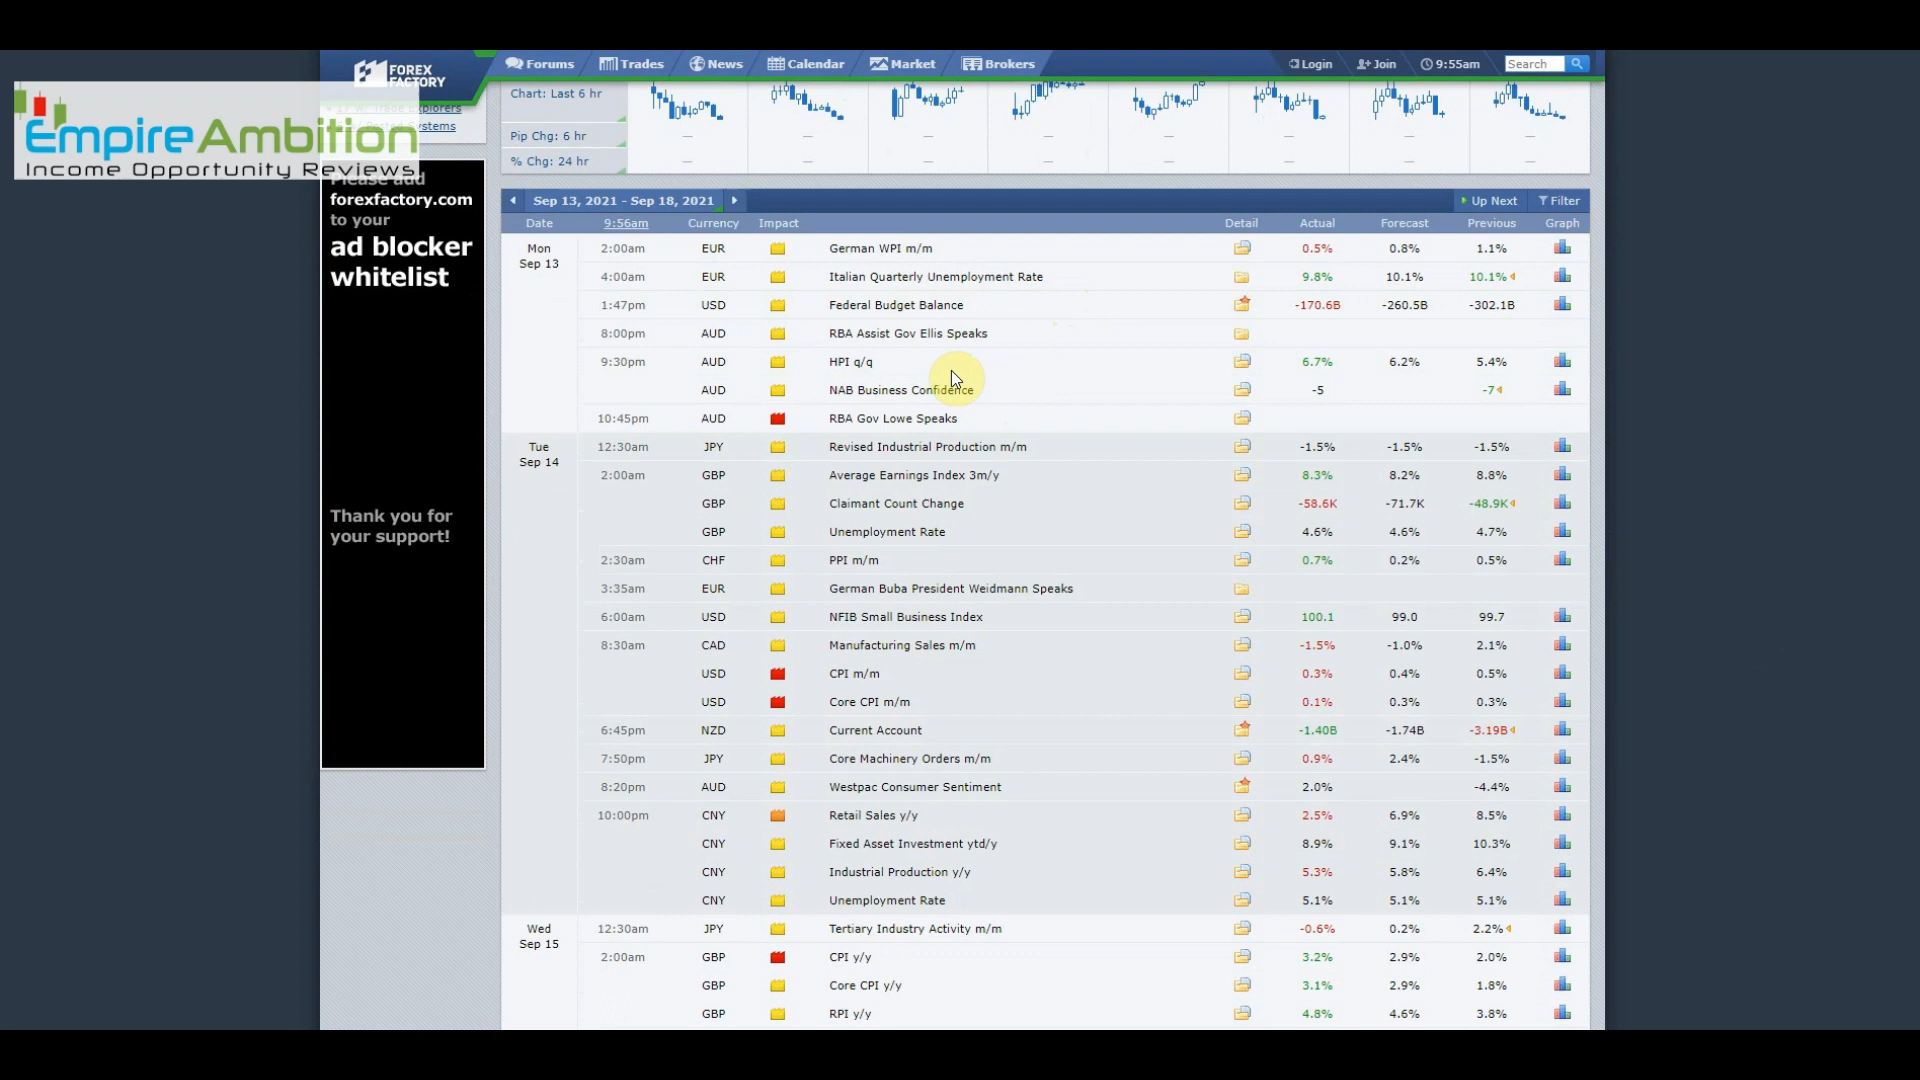 FOREX
FACTORY
Forums
Trades
News
Calendar
Market
Brokers
Login
Join
9:55am
Search
EmpireAmbition
Income Opportunity Reviews
Please add
forexfactory.com
to your
ad blocker
whitelist
Thank you for
your support!
Chart: Last 6 hr
Pip Chg: 6 hr — — — — — — — —
% Chg: 24 hr — — — — — — — —
Sep 13, 2021 - Sep 18, 2021 Up Next Filter
Date 9:56am Currency Impact Detail Actual Forecast Previous Graph
Mon Sep 13 2:00am EUR German WPI m/m 0.5% 0.8% 1.1%
4:00am EUR Italian Quarterly Unemployment Rate 9.8% 10.1% 10.1%
1:47pm USD Federal Budget Balance -170.6B -260.5B -302.1B
8:00pm AUD RBA Assist Gov Ellis Speaks
9:30pm AUD HPI q/q 6.7% 6.2% 5.4%
AUD NAB Business Confidence -5 -7
10:45pm AUD RBA Gov Lowe Speaks
Tue Sep 14 12:30am JPY Revised Industrial Production m/m -1.5% -1.5% -1.5%
2:00am GBP Average Earnings Index 3m/y 8.3% 8.2% 8.8%
GBP Claimant Count Change -58.6K -71.7K -48.9K
GBP Unemployment Rate 4.6% 4.6% 4.7%
2:30am CHF PPI m/m 0.7% 0.2% 0.5%
3:35am EUR German Buba President Weidmann Speaks
6:00am USD NFIB Small Business Index 100.1 99.0 99.7
8:30am CAD Manufacturing Sales m/m -1.5% -1.0% 2.1%
USD CPI m/m 0.3% 0.4% 0.5%
USD Core CPI m/m 0.1% 0.3% 0.3%
6:45pm NZD Current Account -1.40B -1.74B -3.19B
7:50pm JPY Core Machinery Orders m/m 0.9% 2.4% -1.5%
8:20pm AUD Westpac Consumer Sentiment 2.0% -4.4%
10:00pm CNY Retail Sales y/y 2.5% 6.9% 8.5%
CNY Fixed Asset Investment ytd/y 8.9% 9.1% 10.3%
CNY Industrial Production y/y 5.3% 5.8% 6.4%
CNY Unemployment Rate 5.1% 5.1% 5.1%
Wed Sep 15 12:30am JPY Tertiary Industry Activity m/m -0.6% 0.2% 2.2%
2:00am GBP CPI y/y 3.2% 2.9% 2.0%
GBP Core CPI y/y 3.1% 2.9% 1.8%
GBP RPI y/y 4.8% 4.6% 3.8%